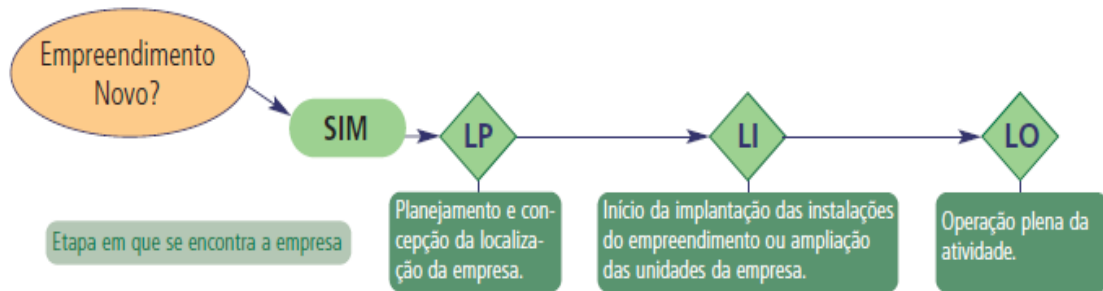 Empreendimento
Novo?
SIM
LP
LI
LO
Etapa em que se encontra a empresa
Planejamento e con-
cepção da localiza-
ção da empresa.
Início da implantação das instalações
do empreendimento ou ampliação
das unidades da empresa.
Operação plena da
atividade.